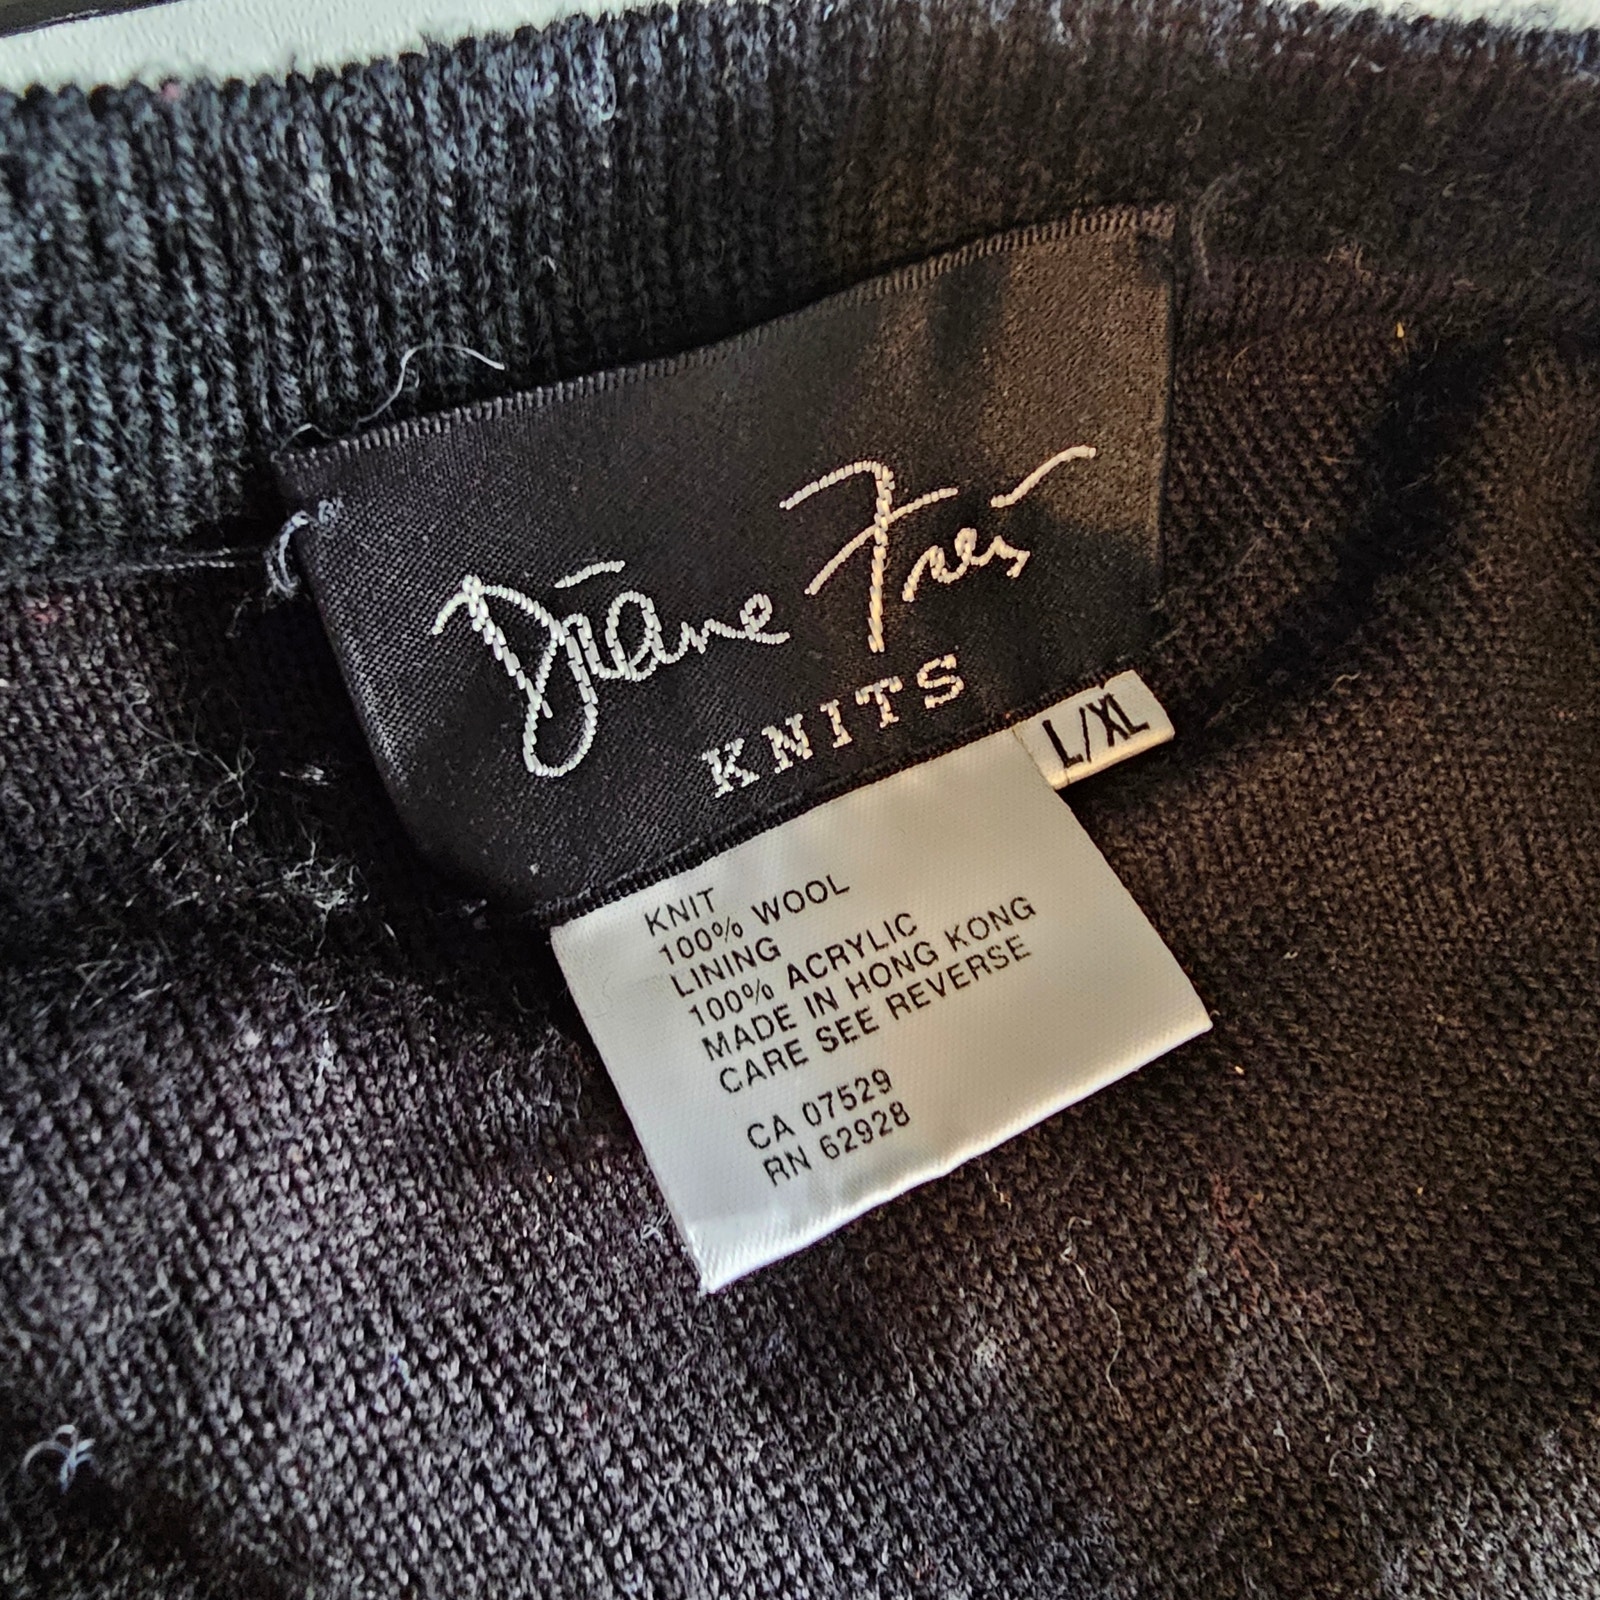 Diane Freis
KNITS
L/XL
KNIT
100% WOOL
LINING
100% ACRYLIC
MADE IN HONG KONG
CARE SEE REVERSE
CA 07529
RN 62928